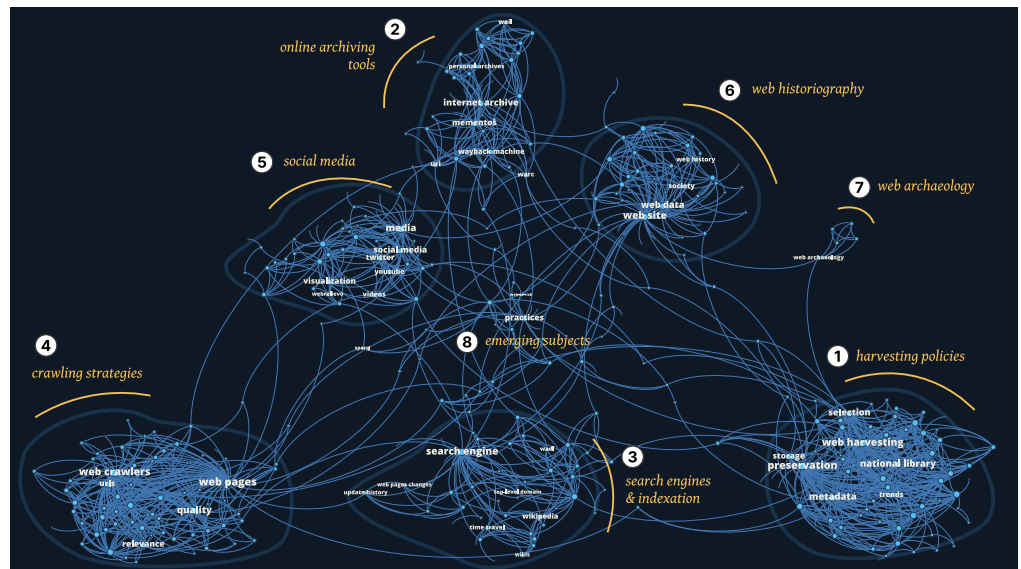 2
online archiving
tools
wall
personal archives
internet archive
mementos
wayback machine
url
warc
6
web historiography
web history
society
web data
web site
7
web archaeology
web archaeology
5
social media
media
social media
twitter
youtube
visualization
videos
practices
8
emerging subjects
4
crawling strategies
web crawlers
urls
web pages
quality
relevance
search engine
wadl
web pages changes
update history
top-level domain
wikipedia
time travel
wikis
3
search engines
& indexation
1
harvesting policies
selection
web harvesting
storage
preservation
national library
metadata
trends